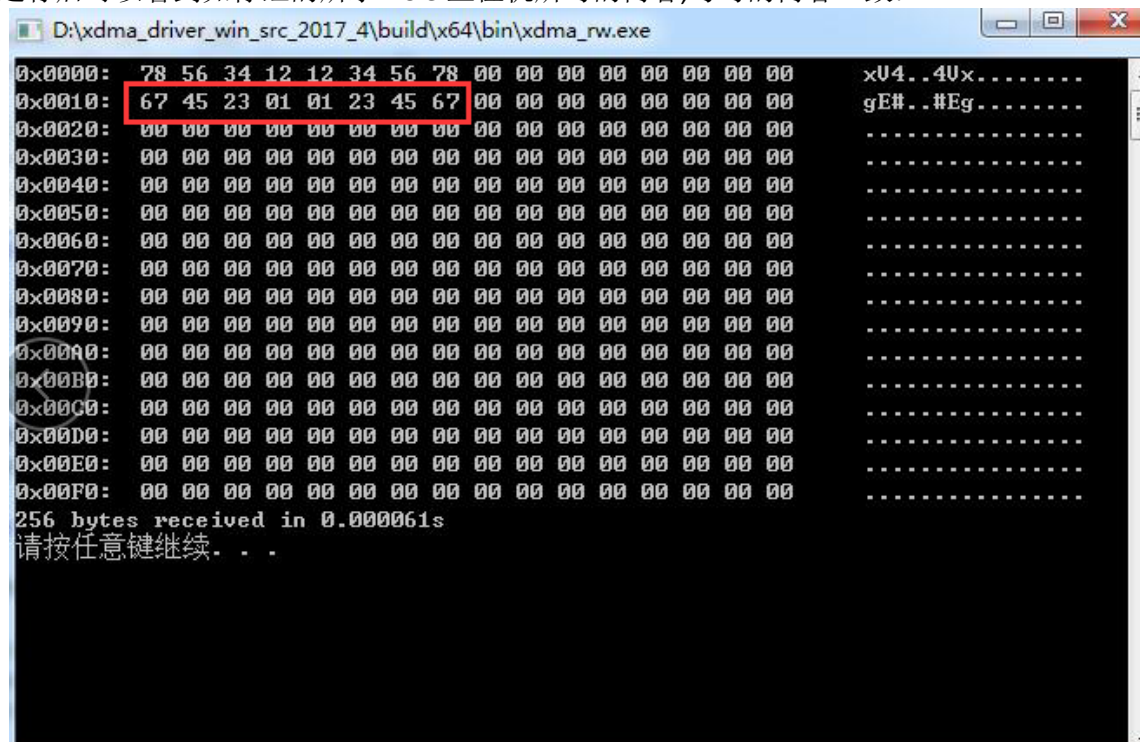 D:\xdma_driver_win_src_2017_4\build\x64\bin\xdma_rw.exe
0x0000: 78 56 34 12 12 34 56 78 00 00 00 00 00 00 00 00 xV4..4Vx........
0x0010: 67 45 23 01 01 23 45 67 00 00 00 00 00 00 00 00 gE#..#Eg........
0x0020: 00 00 00 00 00 00 00 00 00 00 00 00 00 00 00 00 ................
0x0030: 00 00 00 00 00 00 00 00 00 00 00 00 00 00 00 00 ................
0x0040: 00 00 00 00 00 00 00 00 00 00 00 00 00 00 00 00 ................
0x0050: 00 00 00 00 00 00 00 00 00 00 00 00 00 00 00 00 ................
0x0060: 00 00 00 00 00 00 00 00 00 00 00 00 00 00 00 00 ................
0x0070: 00 00 00 00 00 00 00 00 00 00 00 00 00 00 00 00 ................
0x0080: 00 00 00 00 00 00 00 00 00 00 00 00 00 00 00 00 ................
0x0090: 00 00 00 00 00 00 00 00 00 00 00 00 00 00 00 00 ................
0x00A0: 00 00 00 00 00 00 00 00 00 00 00 00 00 00 00 00 ................
0x00B0: 00 00 00 00 00 00 00 00 00 00 00 00 00 00 00 00 ................
0x00C0: 00 00 00 00 00 00 00 00 00 00 00 00 00 00 00 00 ................
0x00D0: 00 00 00 00 00 00 00 00 00 00 00 00 00 00 00 00 ................
0x00E0: 00 00 00 00 00 00 00 00 00 00 00 00 00 00 00 00 ................
0x00F0: 00 00 00 00 00 00 00 00 00 00 00 00 00 00 00 00 ................
256 bytes received in 0.000061s
请按任意键继续. . .